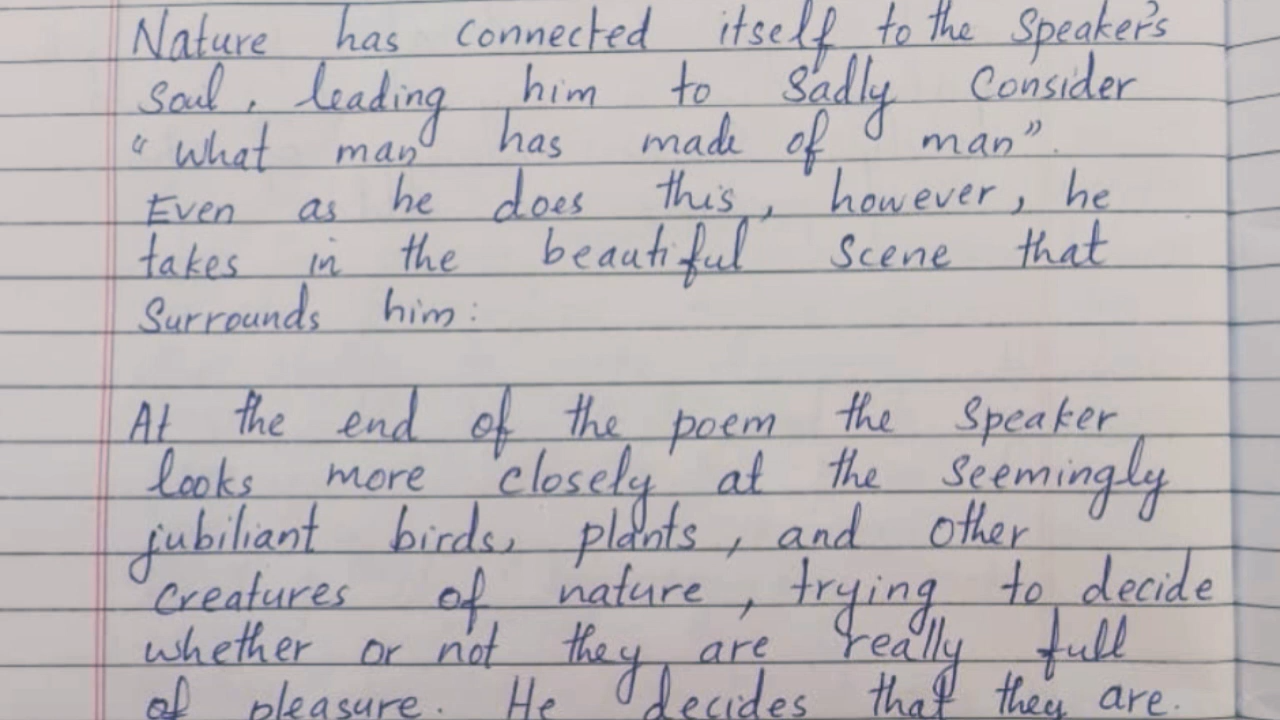 Nature has connected itself to the Speaker's
Soul, leading him to Sadly Consider
"what man has made of man".
Even as he does this, however, he
takes in the beautiful Scene that
Surrounds him:
At the end of the poem the Speaker
looks more closely at the Seemingly
jubiliant birds, plants, and other
creatures of nature, trying to decide
whether or not they are really full
of pleasure. He decides that they are.